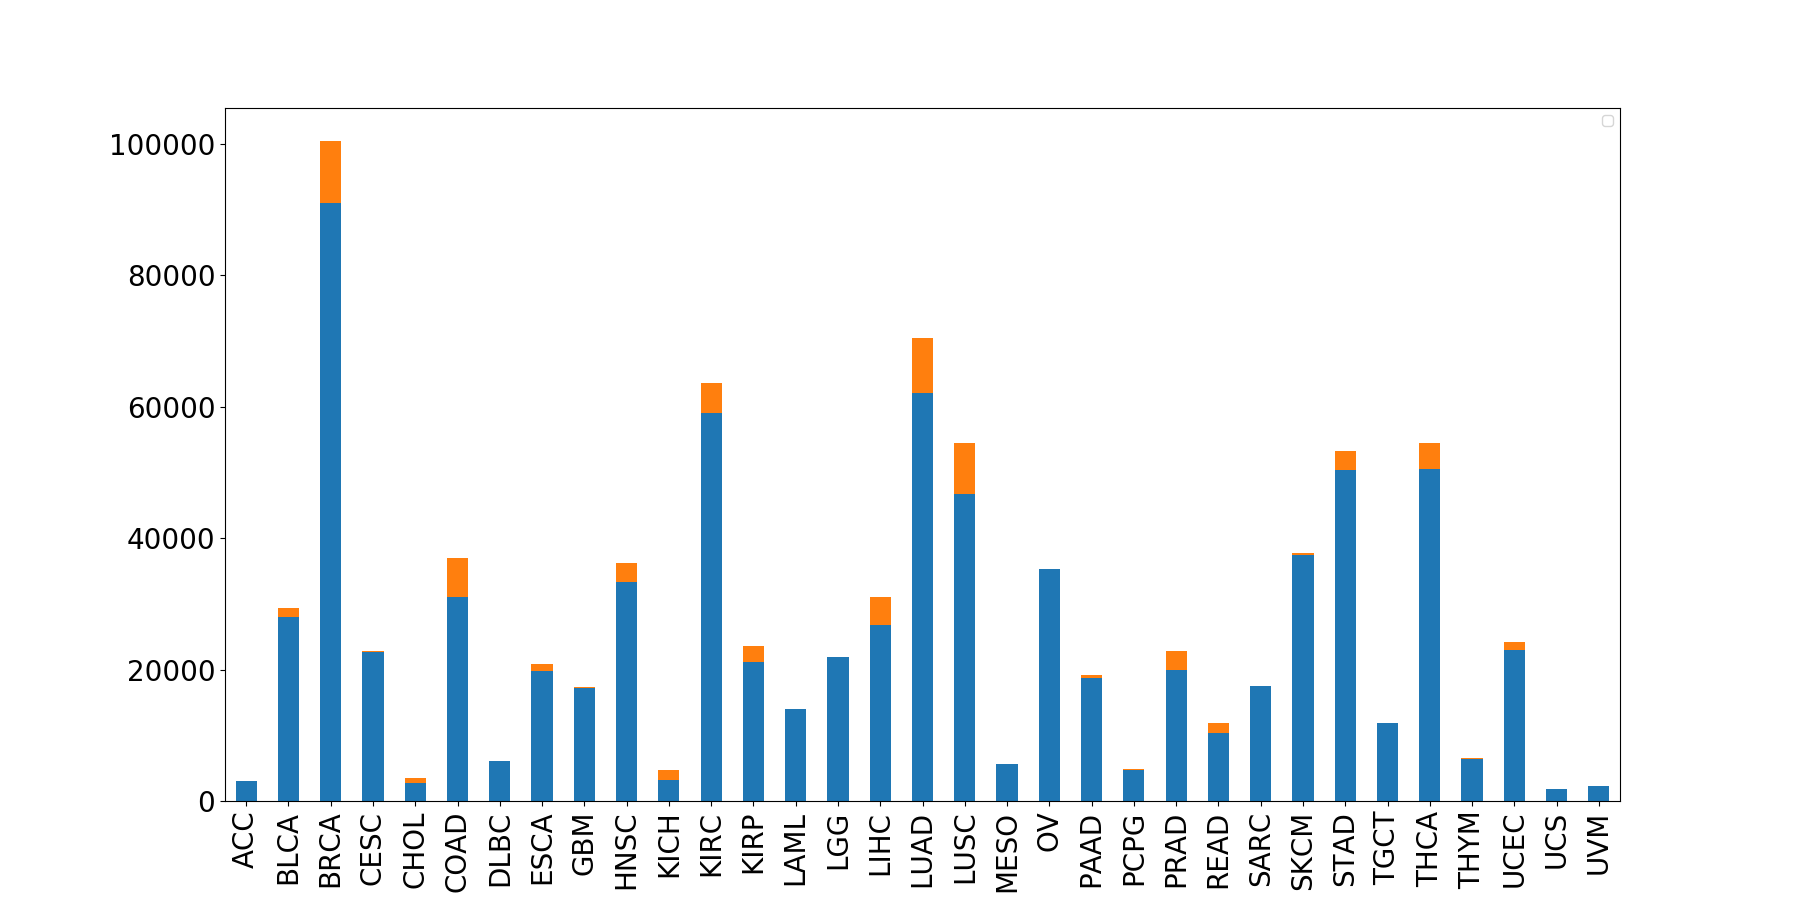 100000
80000
60000
40000
20000
0
ACC
BLCA
BRCA
CESC
CHOL
COAD
DLBC
ESCA
GBM
HNSC
KICH
KIRC
KIRP
LAML
LGG
LIHC
LUAD
LUSC
MESO
OV
PAAD
PCPG
PRAD
READ
SARC
SKCM
STAD
TGCT
THCA
THYM
UCEC
UCS
UVM